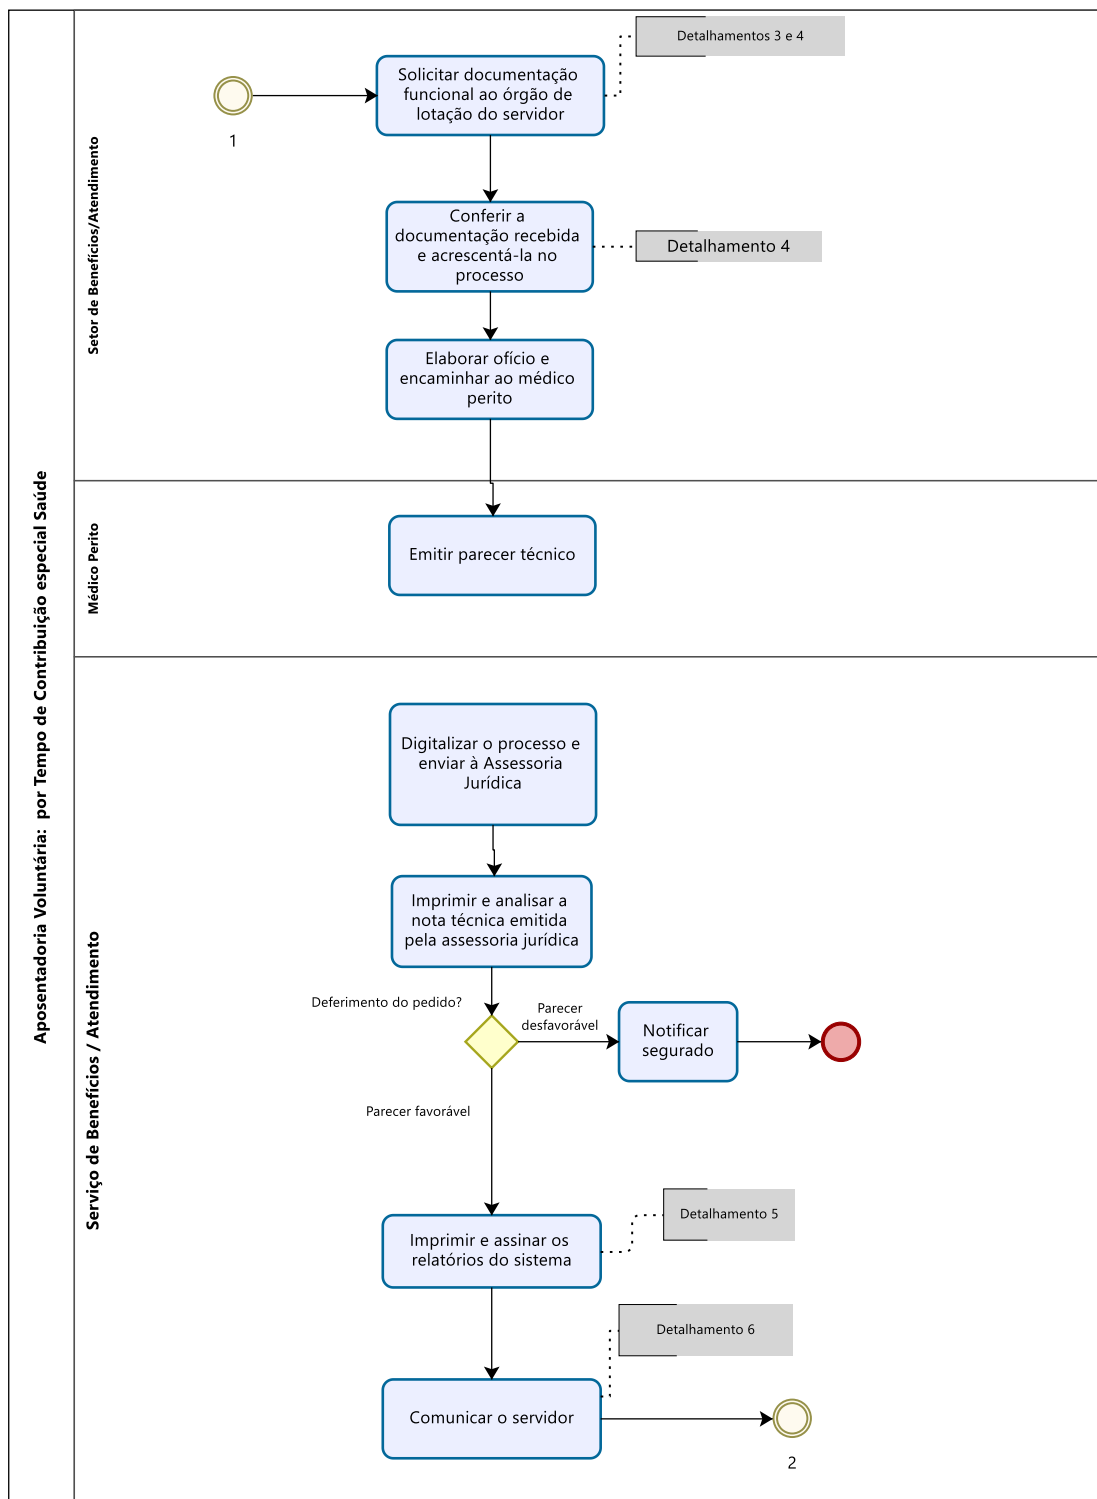 Aposentadoria Voluntária:  por Tempo de Contribuição especial Saúde
Setor de Benefícios/Atendimento
1
Solicitar documentação
funcional ao órgão de
lotação do servidor
Detalhamentos 3 e 4
Conferir a
documentação recebida
e acrescentá-la no
processo
Detalhamento 4
Elaborar ofício e
encaminhar ao médico
perito
Médico Perito
Emitir parecer técnico
Serviço de Benefícios / Atendimento
Digitalizar o processo e
enviar à Assessoria
Jurídica
Imprimir e analisar a
nota técnica emitida
pela assessoria jurídica
Deferimento do pedido?
Parecer
desfavorável
Notificar
segurado
Parecer favorável
Imprimir e assinar os
relatórios do sistema
Detalhamento 5
Detalhamento 6
Comunicar o servidor
2